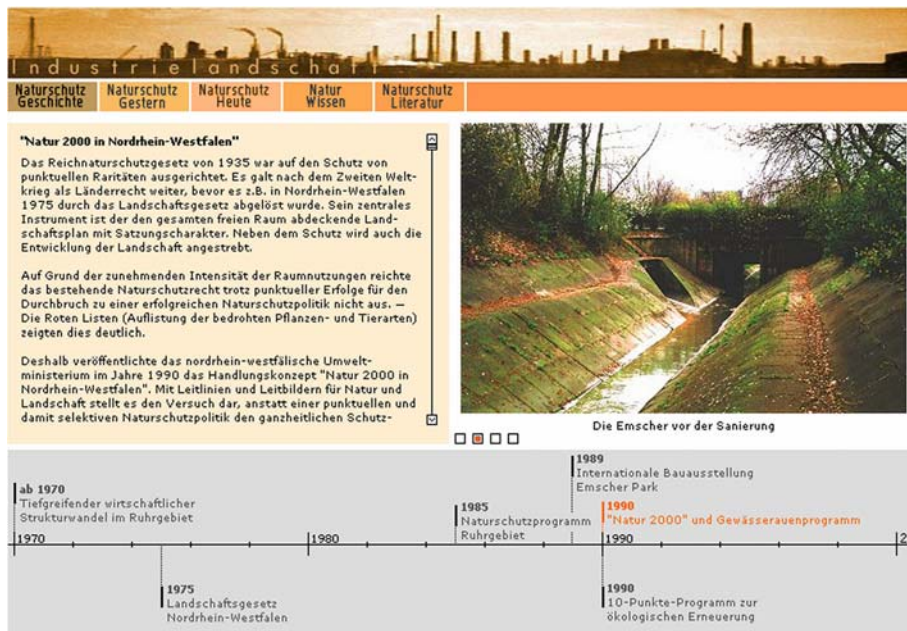 Industrielandschaft
Naturschutz Geschichte
Naturschutz Gestern
Naturschutz Heute
Natur Wissen
Naturschutz Literatur
"Natur 2000 in Nordrhein-Westfalen"
Das Reichnaturschutzgesetz von 1935 war auf den Schutz von
punktuellen Raritäten ausgerichtet. Es galt nach dem Zweiten Welt-
krieg als Länderrecht weiter, bevor es z.B. in Nordrhein-Westfalen
1975 durch das Landschaftsgesetz abgelöst wurde. Sein zentrales
Instrument ist der den gesamten freien Raum abdeckende Land-
schaftsplan mit Satzungscharakter. Neben dem Schutz wird auch die
Entwicklung der Landschaft angestrebt.
Auf Grund der zunehmenden Intensität der Raumnutzungen reichte
das bestehende Naturschutzrecht trotz punktueller Erfolge für den
Durchbruch zu einer erfolgreichen Naturschutzpolitik nicht aus. —
Die Roten Listen (Auflistung der bedrohten Pflanzen- und Tierarten)
zeigten dies deutlich.
Deshalb veröffentlichte das nordrhein-westfälische Umwelt-
ministerium im Jahre 1990 das Handlungskonzept "Natur 2000 in
Nordrhein-Westfalen". Mit Leitlinien und Leitbildern für Natur und
Landschaft stellt es den Versuch dar, anstatt einer punktuellen und
damit selektiven Naturschutzpolitik den ganzheitlichen Schutz-
Die Emscher vor der Sanierung
ab 1970
Tiefgreifender wirtschaftlicher
Strukturwandel im Ruhrgebiet
1985
Naturschutzprogramm
Ruhrgebiet
1989
Internationale Bauausstellung
Emscher Park
1990
"Natur 2000" und Gewässerauenprogramm
1970
1980
1990
2
1975
Landschaftsgesetz
Nordrhein-Westfalen
1990
10-Punkte-Programm zur
ökologischen Erneuerung